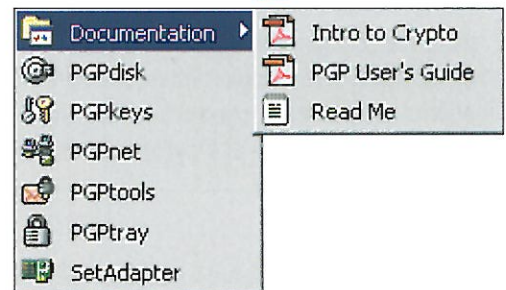 Documentation
Intro to Crypto
PGP User's Guide
Read Me
PGPdisk
PGPkeys
PGPnet
PGPtools
PGPtray
SetAdapter